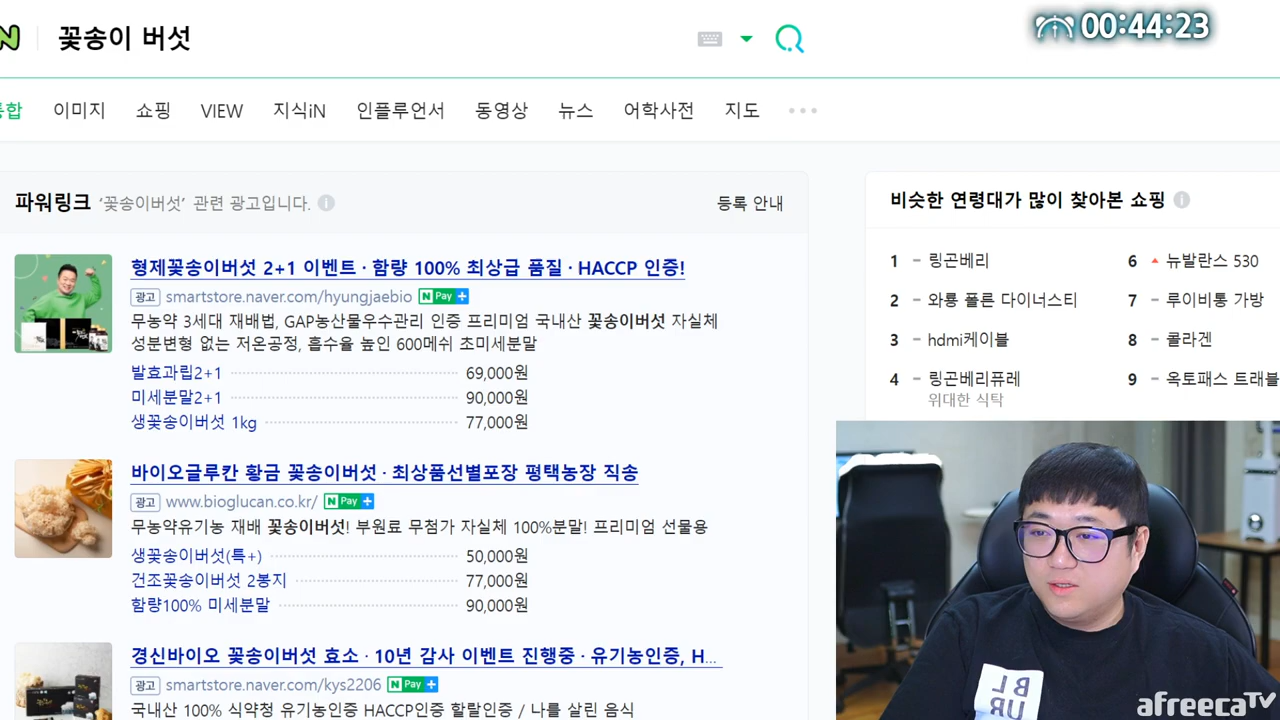 N 꽃송이 버섯
00:44:23
통합 이미지 쇼핑 VIEW 지식iN 인플루언서 동영상 뉴스 어학사전 지도
파워링크 '꽃송이버섯' 관련 광고입니다.
등록 안내
형제꽃송이버섯 2+1 이벤트 · 함량 100% 최상급 품질 · HACCP 인증!
광고 smartstore.naver.com/hyungjaebio N Pay +
무농약 3세대 재배법, GAP농산물우수관리 인증 프리미엄 국내산 꽃송이버섯 자실체
성분변형 없는 저온공정, 흡수율 높인 600메쉬 초미세분말
발효과립2+1 69,000원
미세분말2+1 90,000원
생꽃송이버섯 1kg 77,000원
바이오글루칸 황금 꽃송이버섯 · 최상품선별포장 평택농장 직송
광고 www.bioglucan.co.kr/ N Pay +
무농약유기농 재배 꽃송이버섯! 부원료 무첨가 자실체 100%분말! 프리미엄 선물용
생꽃송이버섯(특+) 50,000원
건조꽃송이버섯 2봉지 77,000원
함량100% 미세분말 90,000원
경신바이오 꽃송이버섯 효소 · 10년 감사 이벤트 진행중 · 유기농인증, H...
광고 smartstore.naver.com/kys2206 N Pay +
국내산 100% 식약청 유기농인증 HACCP인증 할랄인증 / 나를 살린 음식
비슷한 연령대가 많이 찾아본 쇼핑
1 링곤베리
2 와룡 폴른 다이너스티
3 hdmi케이블
4 링곤베리퓨레
위대한 식탁
6 뉴발란스 530
7 루이비통 가방
8 콜라겐
9 옥토패스 트래블
BL
UR
afreecaTV